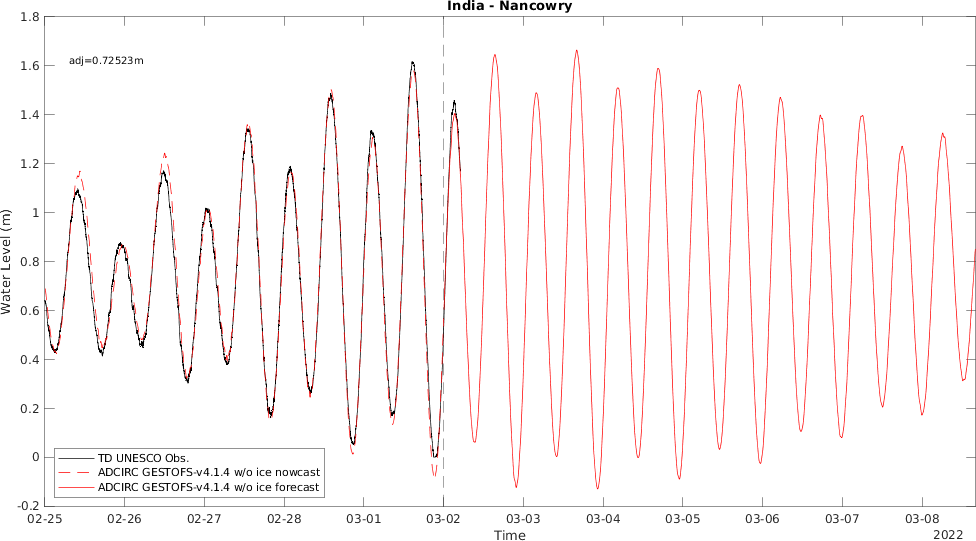 India - Nancowry
1.8
1.6
1.4
1.2
1
0.8
0.6
0.4
0.2
0
-0.2
Water Level (m)
adj=0.72523m
TD UNESCO Obs.
ADCIRC GESTOFS-v4.1.4 w/o ice nowcast
ADCIRC GESTOFS-v4.1.4 w/o ice forecast
02-25 02-26 02-27 02-28 03-01 03-02 03-03 03-04 03-05 03-06 03-07 03-08
Time
2022